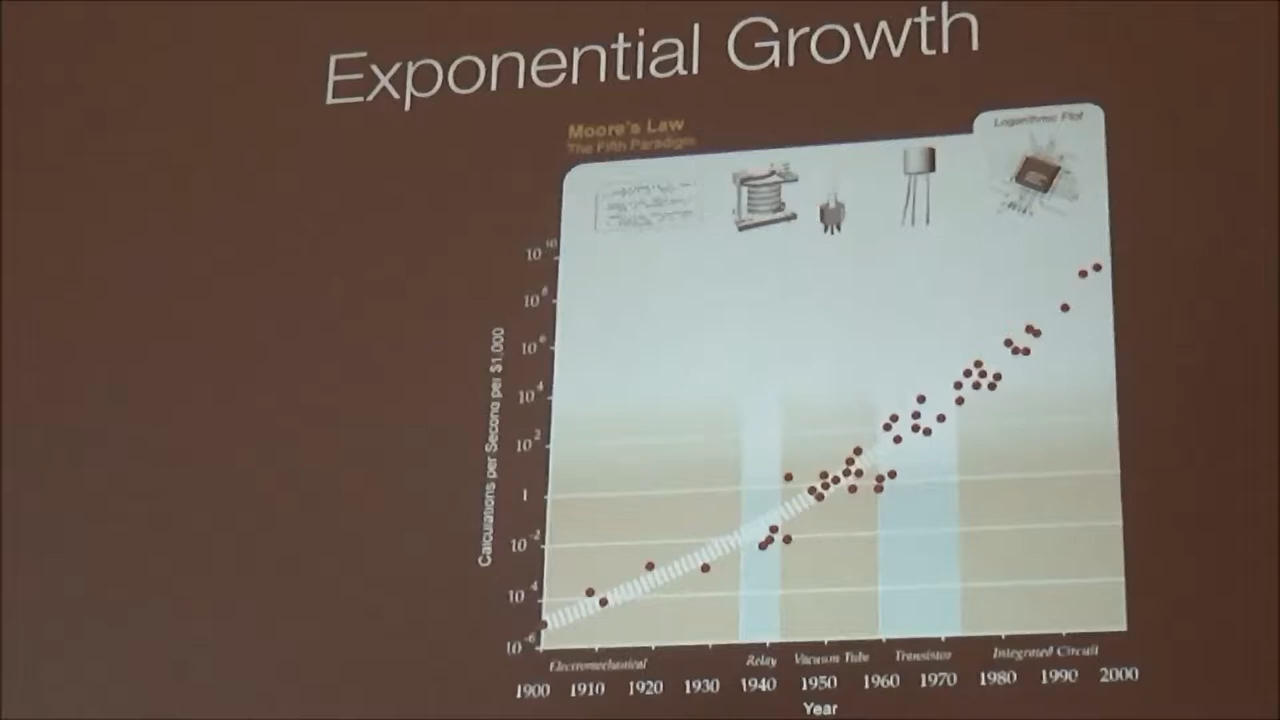 Exponential Growth
Moore's Law
The Fifth Paradigm
Logarithmic Plot
10^10
10^8
10^6
10^4
10^2
1
10^-2
10^-4
10^-6
Calculations per Second per $1,000
Electromechanical Relay Vacuum Tube Transistor Integrated Circuit
1900 1910 1920 1930 1940 1950 1960 1970 1980 1990 2000
Year